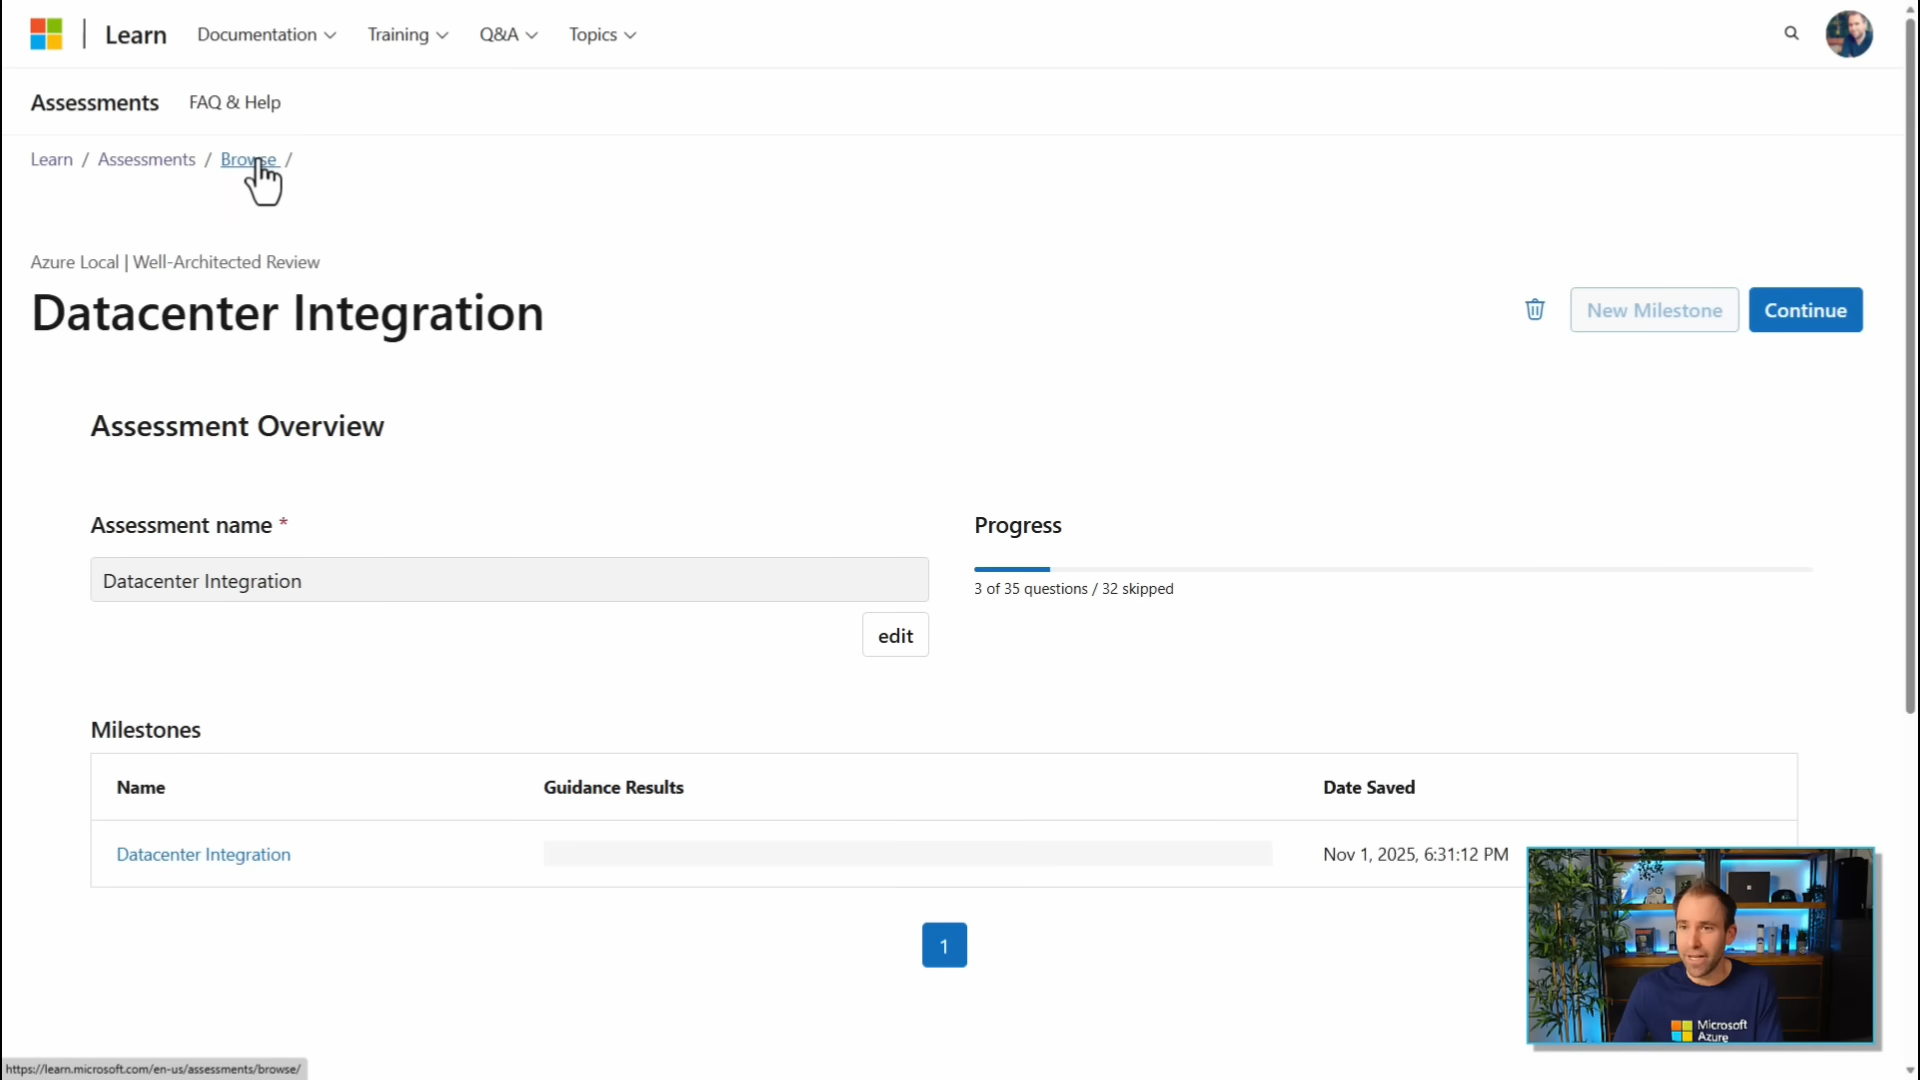 Learn Documentation Training Q&A Topics
Assessments FAQ & Help
Learn / Assessments / Browse /
Azure Local | Well-Architected Review
Datacenter Integration
New Milestone Continue
Assessment Overview
Assessment name *
Progress
Datacenter Integration
3 of 35 questions / 32 skipped
edit
Milestones
Name Guidance Results Date Saved
Datacenter Integration Nov 1, 2025, 6:31:12 PM
1
Microsoft
Azure
https://learn.microsoft.com/en-us/assessments/browse/